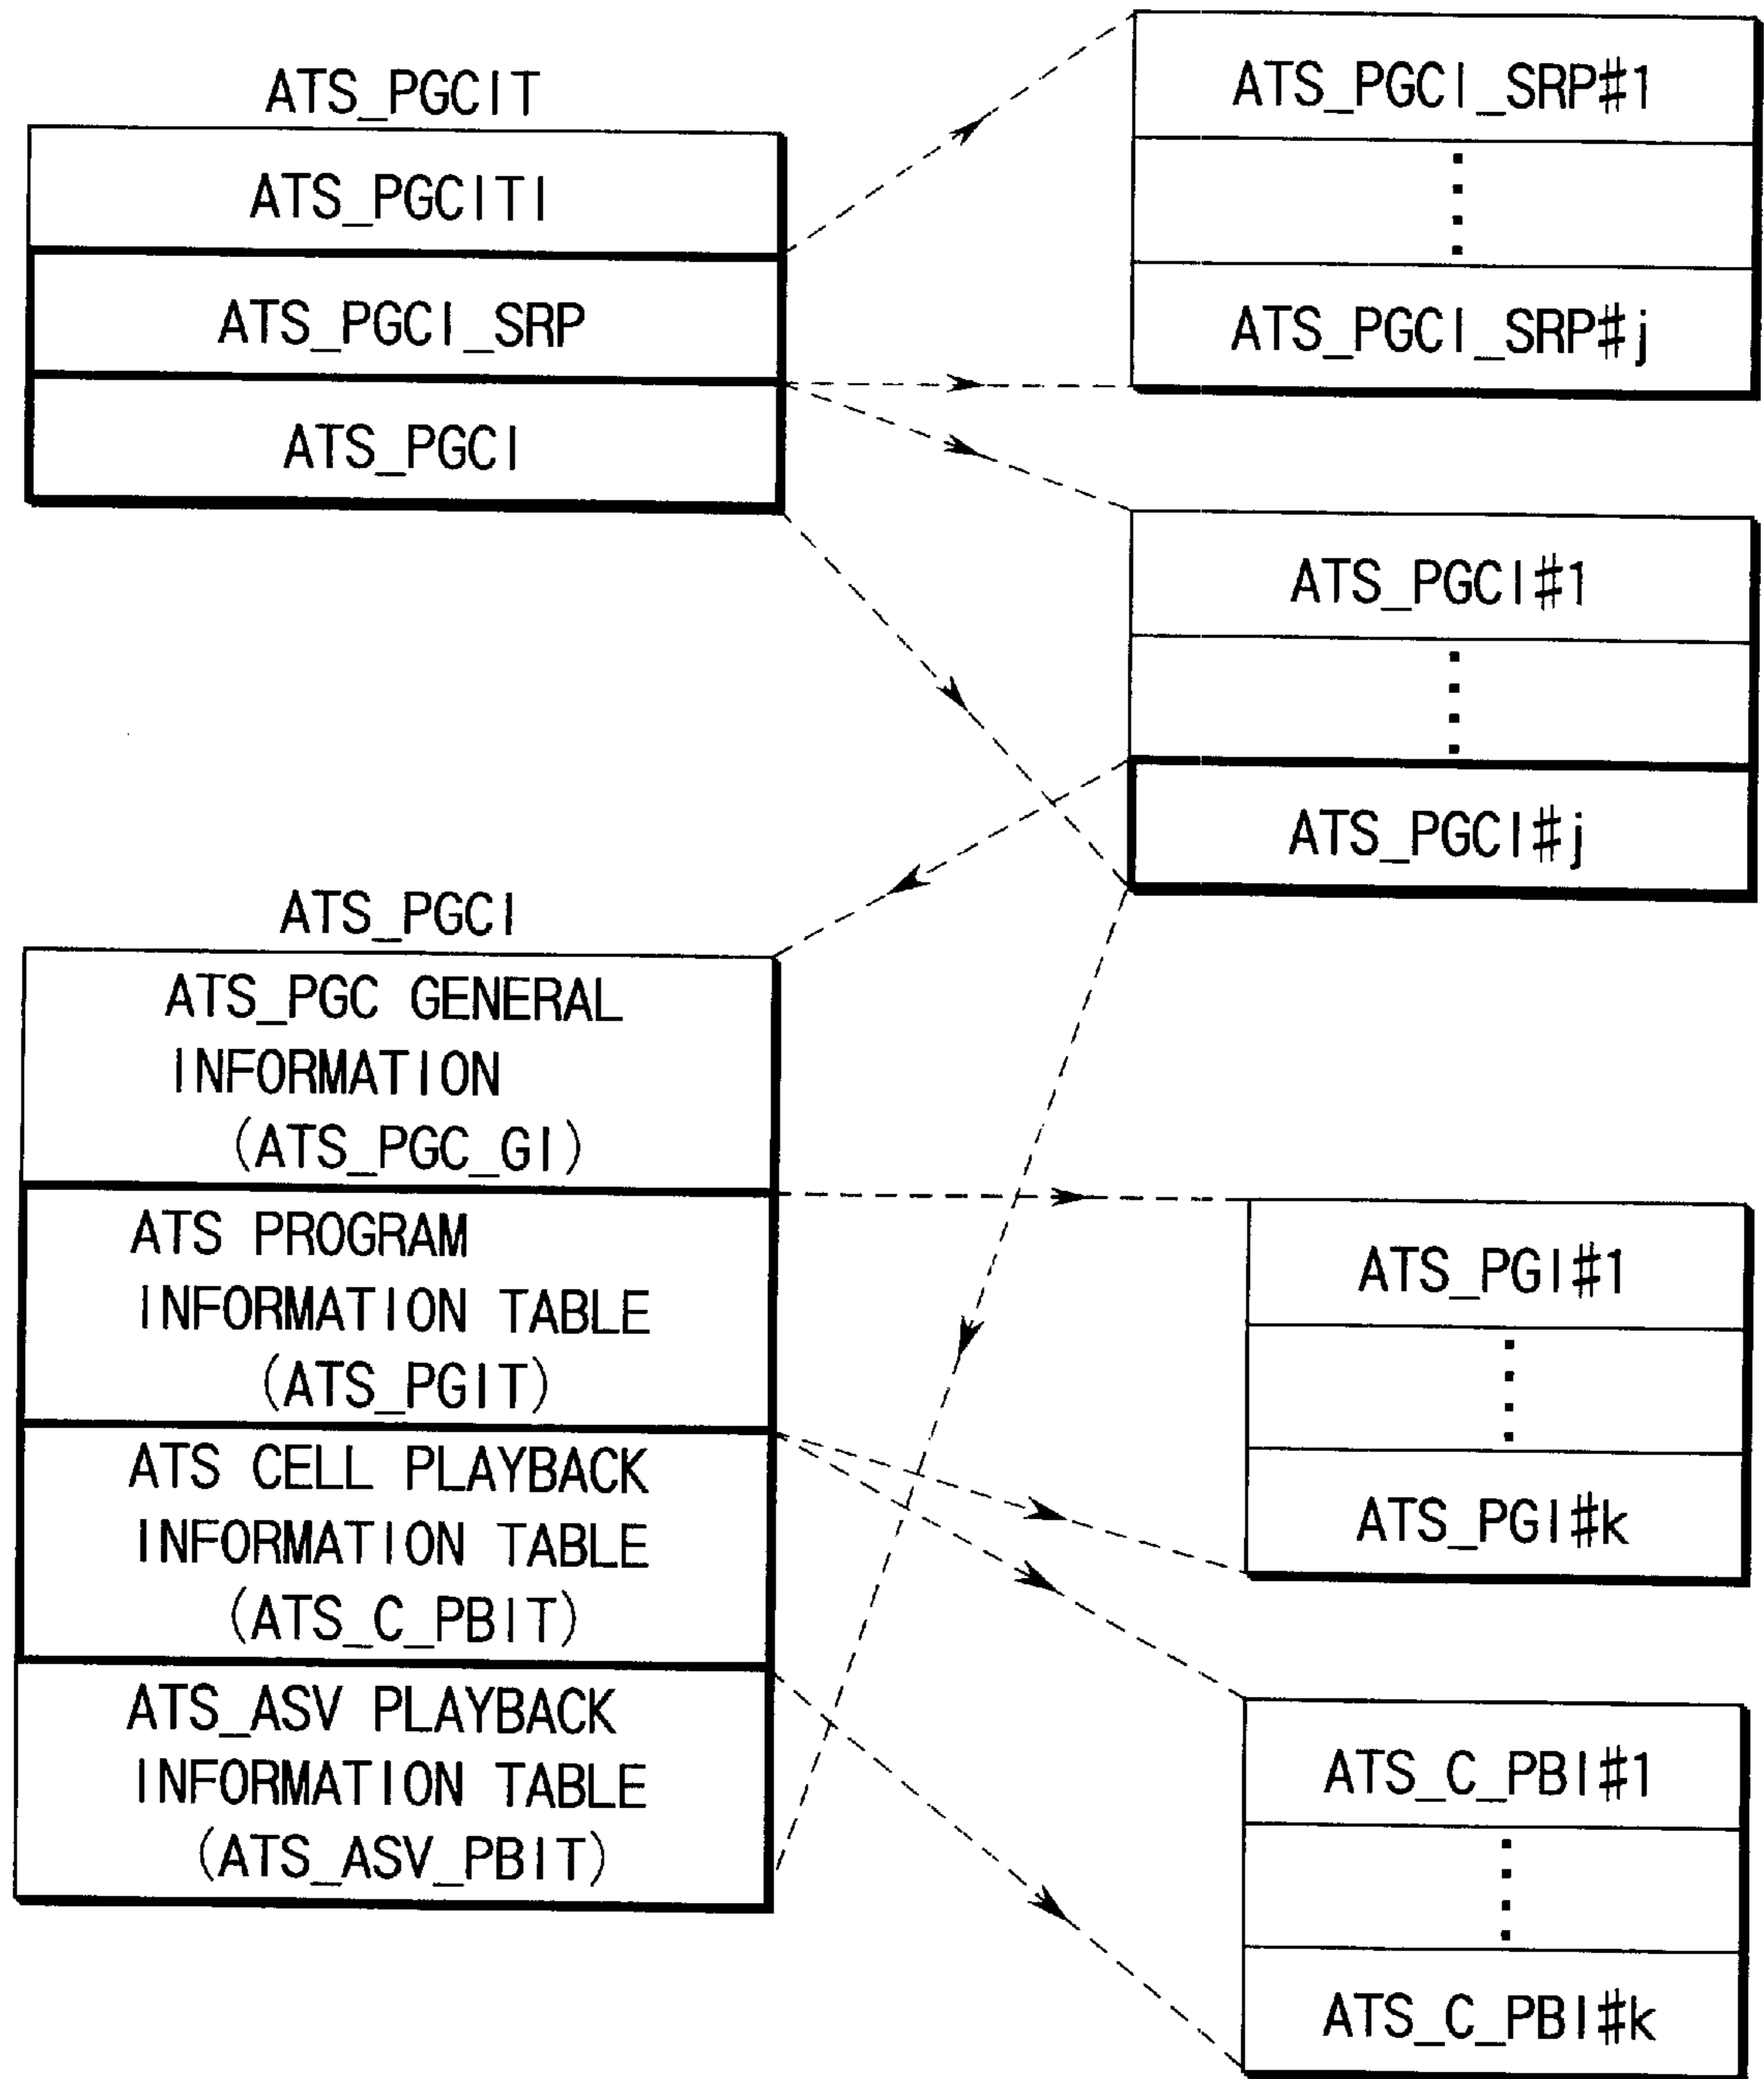 ATS_PGCIT
ATS_PGCITI
ATS_PGCI_SRP
ATS_PGCI
ATS_PGCI_SRP#1
ATS_PGCI_SRP#j
ATS_PGCI#1
ATS_PGCI#j
ATS_PGCI
ATS_PGC GENERAL
INFORMATION
(ATS_PGC_GI)
ATS PROGRAM
INFORMATION TABLE
(ATS_PGIT)
ATS CELL PLAYBACK
INFORMATION TABLE
(ATS_C_PBIT)
ATS_ASV PLAYBACK
INFORMATION TABLE
(ATS_ASV_PBIT)
ATS_PGI#1
ATS_PGI#k
ATS_C_PBI#1
ATS_C_PBI#k